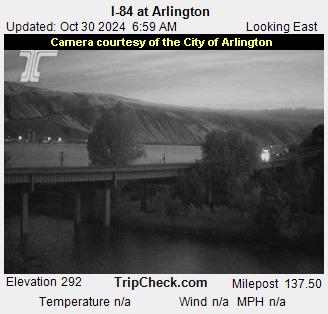 I-84 at Arlington
Updated: Oct 30 2024 6:59 AM Looking East
Camera courtesy of the City of Arlington
Elevation 292 TripCheck.com Milepost 137.50
Temperature n/a Wind n/a MPH n/a